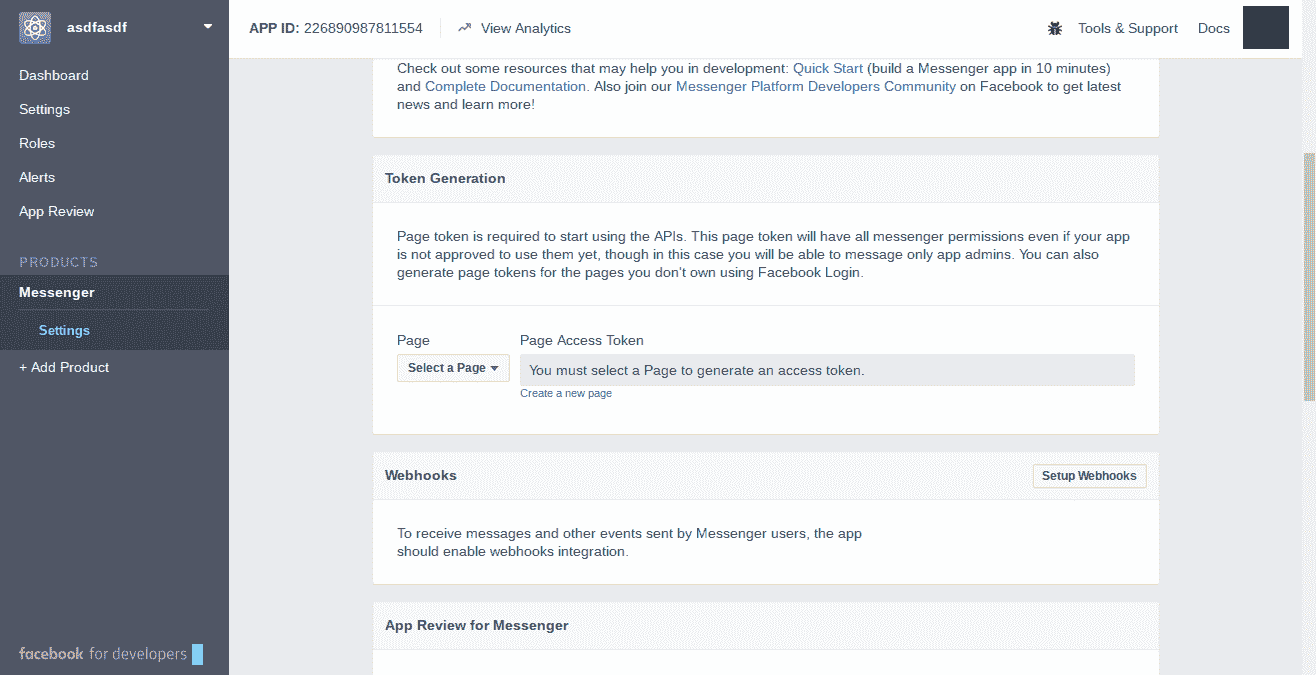 asdfasdf
APP ID: 226890987811554
View Analytics
Tools & Support
Docs
Dashboard
Settings
Roles
Alerts
App Review
PRODUCTS
Messenger
Settings
+ Add Product
facebook for developers
Check out some resources that may help you in development: Quick Start (build a Messenger app in 10 minutes)
and Complete Documentation. Also join our Messenger Platform Developers Community on Facebook to get latest
news and learn more!
Token Generation
Page token is required to start using the APIs. This page token will have all messenger permissions even if your app
is not approved to use them yet, though in this case you will be able to message only app admins. You can also
generate page tokens for the pages you don't own using Facebook Login.
Page
Page Access Token
Select a Page
You must select a Page to generate an access token.
Create a new page
Webhooks
Setup Webhooks
To receive messages and other events sent by Messenger users, the app
should enable webhooks integration.
App Review for Messenger